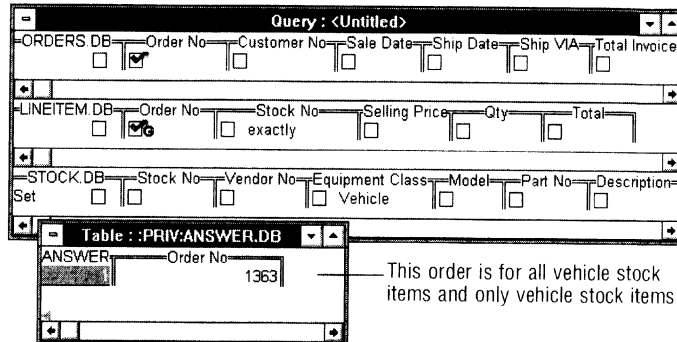 Query : <Untitled>
ORDERS.DB Order No Customer No Sale Date Ship Date Ship VIA Total Invoice
LINEITEM.DB Order No Stock No Selling Price Qty Total
G exactly
STOCK.DB Stock No Vendor No Equipment Class Model Part No Description
Set Vehicle
Table : :PRIV:ANSWER.DB
ANSWER Order No
1363
This order is for all vehicle stock
items and only vehicle stock items